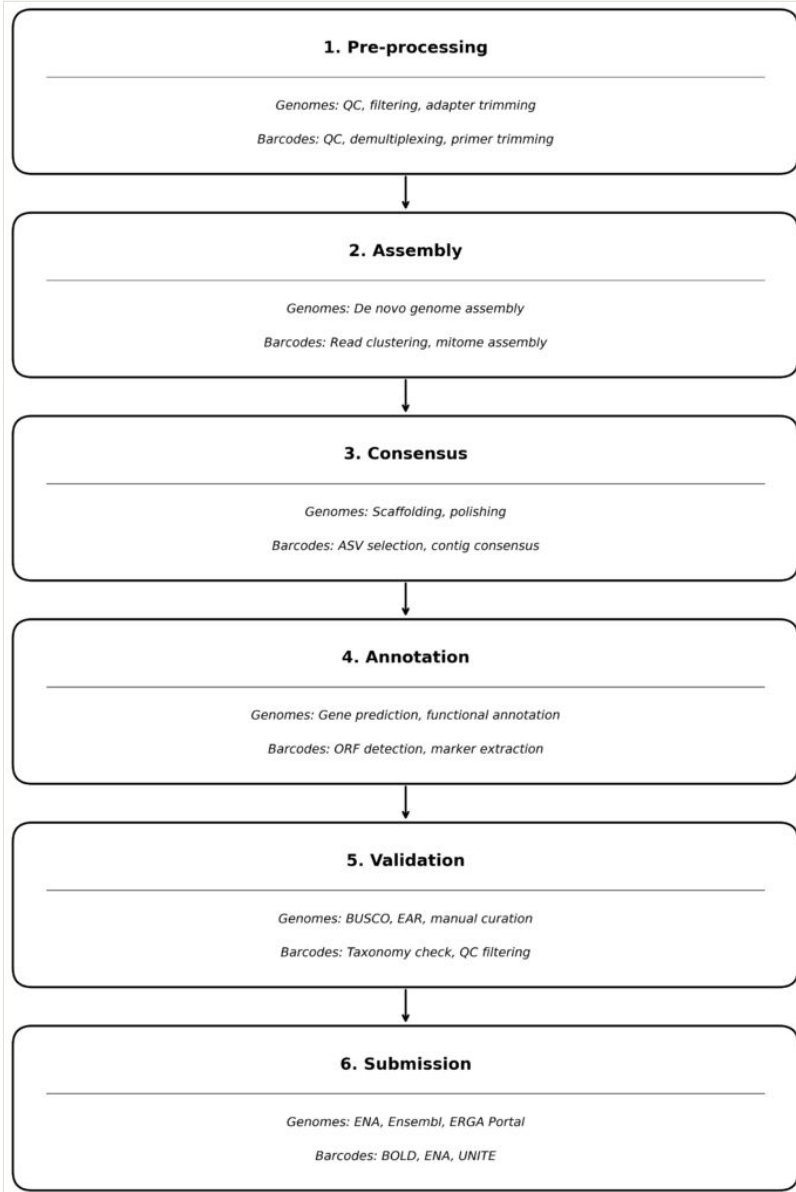 1. Pre-processing
Genomes: QC, filtering, adapter trimming
Barcodes: QC, demultiplexing, primer trimming
2. Assembly
Genomes: De novo genome assembly
Barcodes: Read clustering, mitome assembly
3. Consensus
Genomes: Scaffolding, polishing
Barcodes: ASV selection, contig consensus
4. Annotation
Genomes: Gene prediction, functional annotation
Barcodes: ORF detection, marker extraction
5. Validation
Genomes: BUSCO, EAR, manual curation
Barcodes: Taxonomy check, QC filtering
6. Submission
Genomes: ENA, Ensembl, ERGA Portal
Barcodes: BOLD, ENA, UNITE